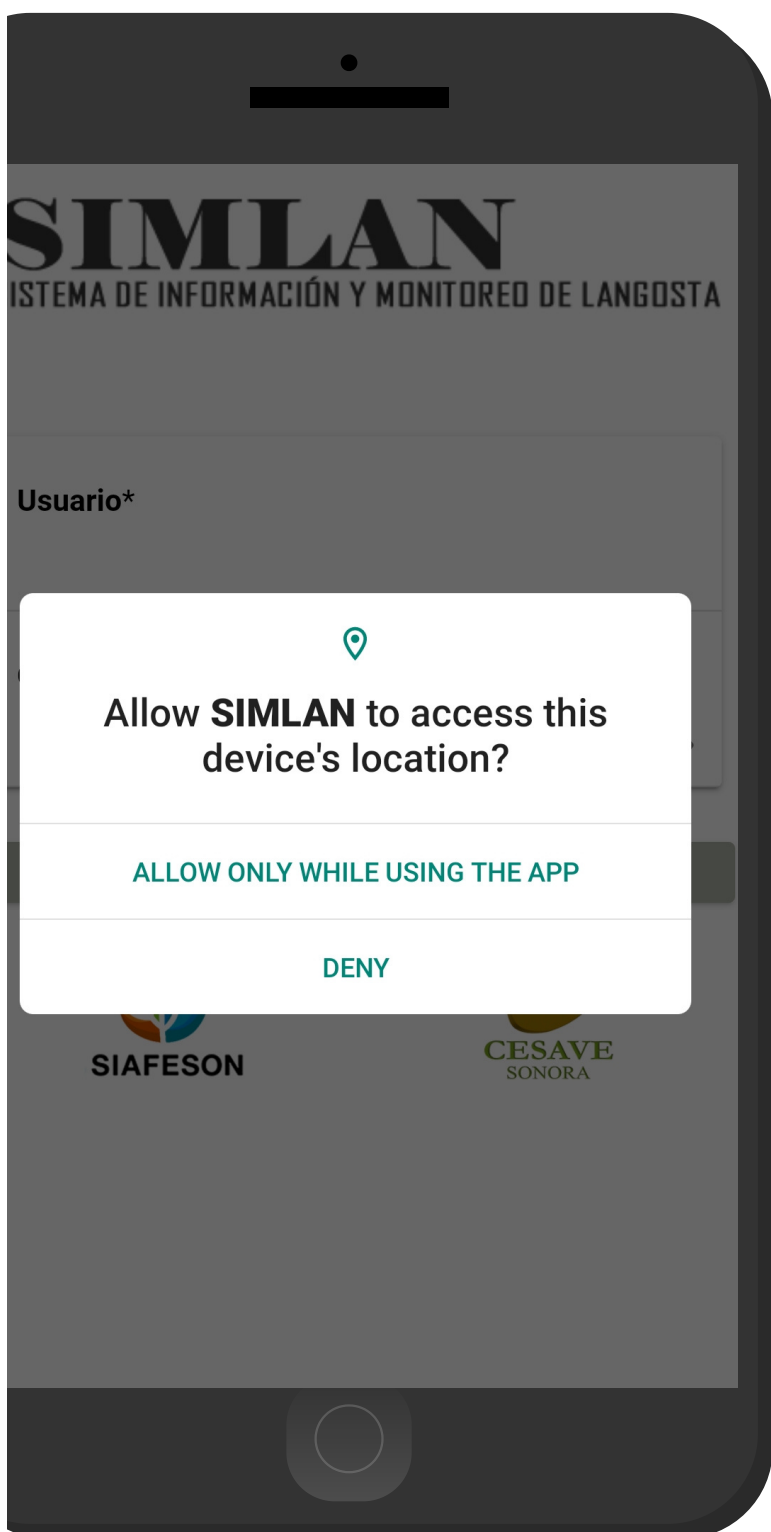 SIMLAN
ISTEMA DE INFORMACIÓN Y MONITOREO DE LANGOSTA
Usuario*
Allow SIMLAN to access this
device's location?
ALLOW ONLY WHILE USING THE APP
DENY
SIAFESON
CESAVE
SONORA